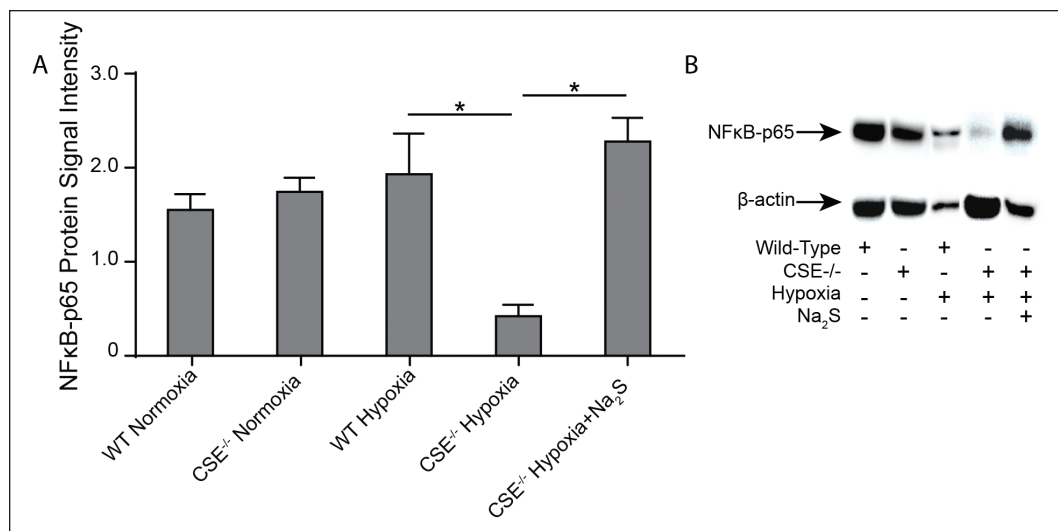 A
NFκB-p65 Protein Signal Intensity
3.0
2.0
1.0
0
*
*
WT Normoxia
CSE-/- Normoxia
WT Hypoxia
CSE-/- Hypoxia
CSE-/- Hypoxia+Na₂S
B
NFκB-p65
β-actin
Wild-Type + - + - -
CSE-/- - + - + +
Hypoxia - - + + +
Na₂S - - - - +